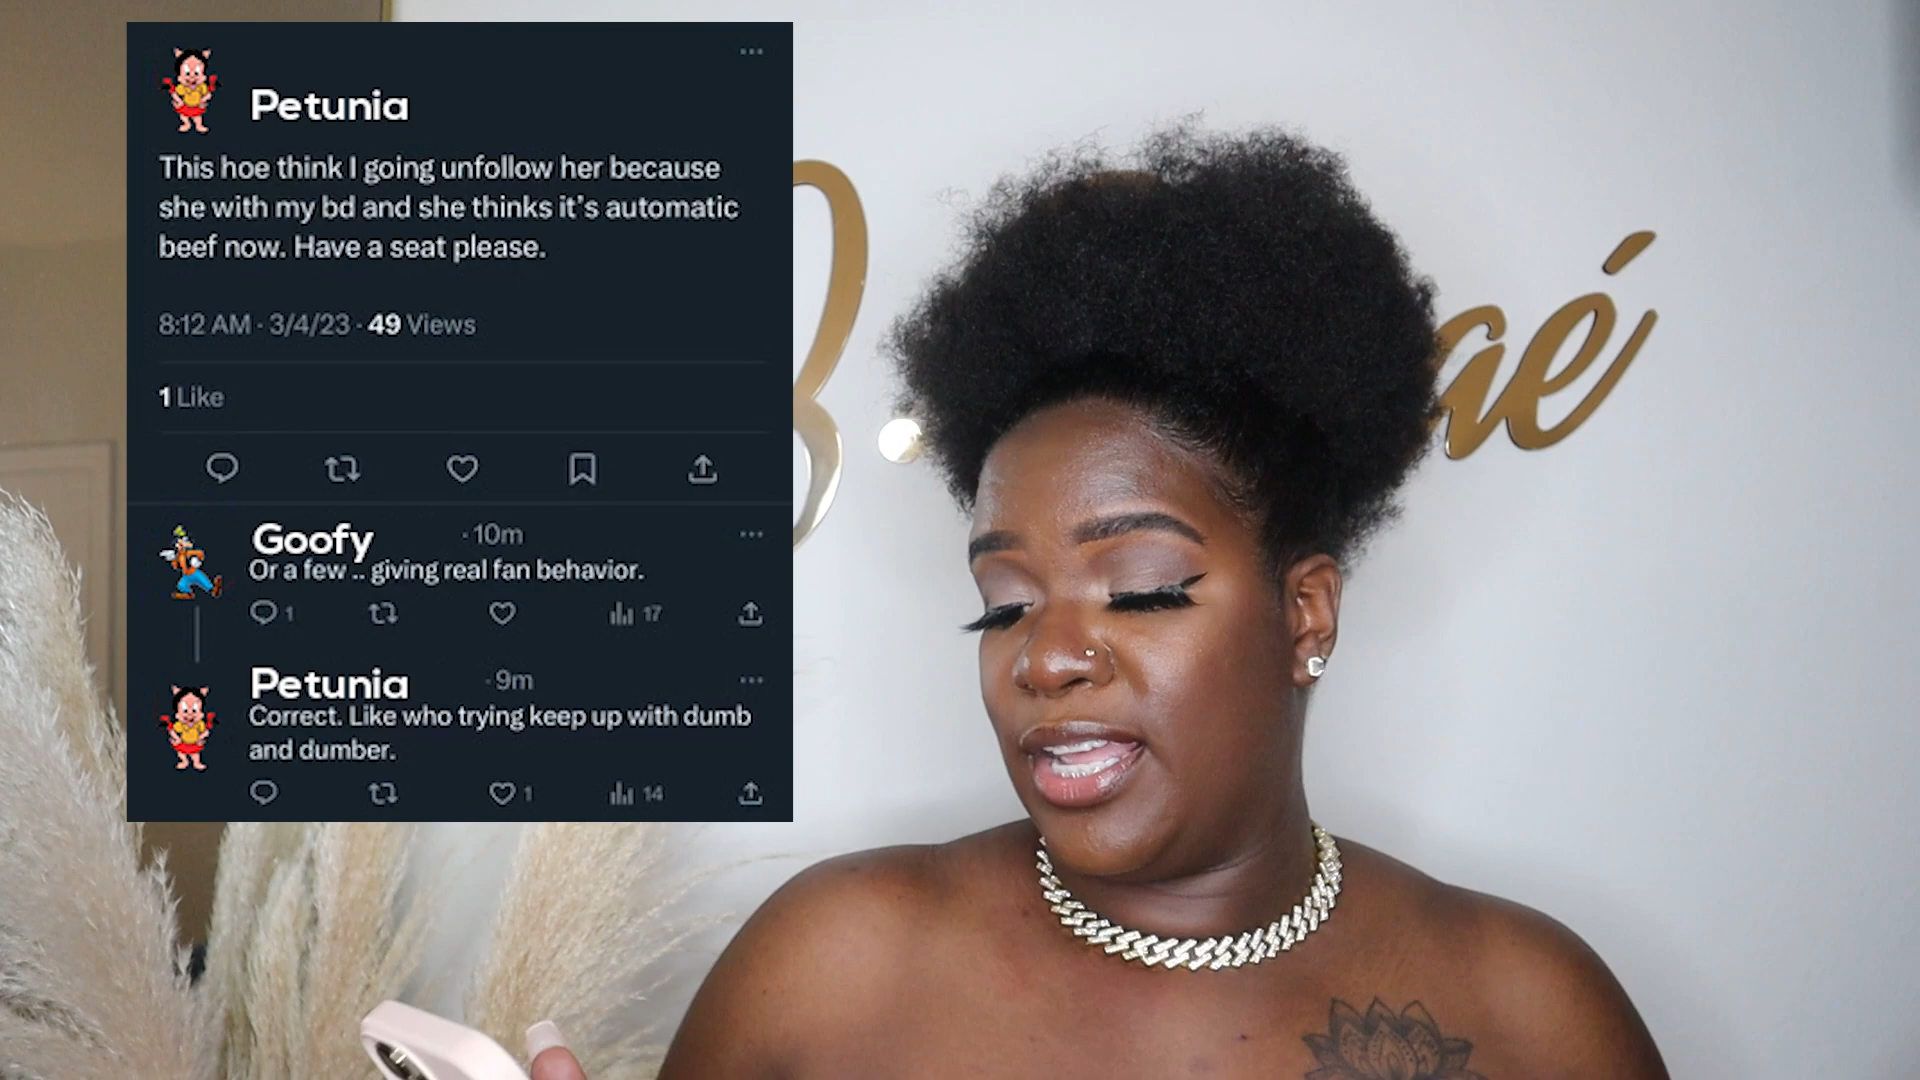 Petunia
This hoe think I going unfollow her because
she with my bd and she thinks it's automatic
beef now. Have a seat please.
8:12 AM · 3/4/23 · 49 Views
1 Like
Goofy · 10m
Or a few .. giving real fan behavior.
1 17
Petunia · 9m
Correct. Like who trying keep up with dumb
and dumber.
1 14
B. aé